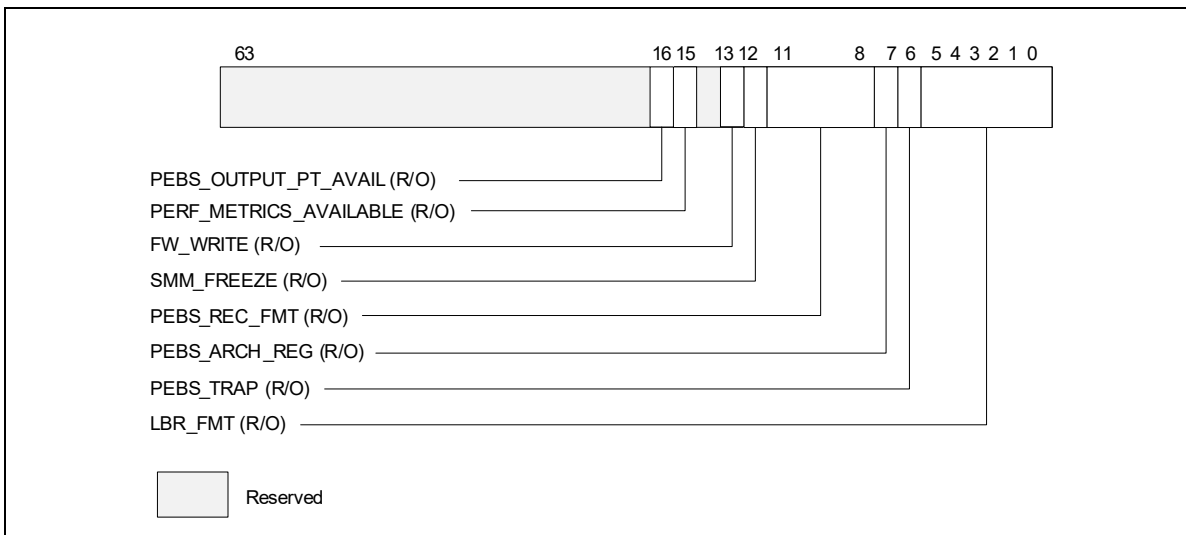 63 16 15 13 12 11 8 7 6 5 4 3 2 1 0
PEBS_OUTPUT_PT_AVAIL (R/O)
PERF_METRICS_AVAILABLE (R/O)
FW_WRITE (R/O)
SMM_FREEZE (R/O)
PEBS_REC_FMT (R/O)
PEBS_ARCH_REG (R/O)
PEBS_TRAP (R/O)
LBR_FMT (R/O)
Reserved